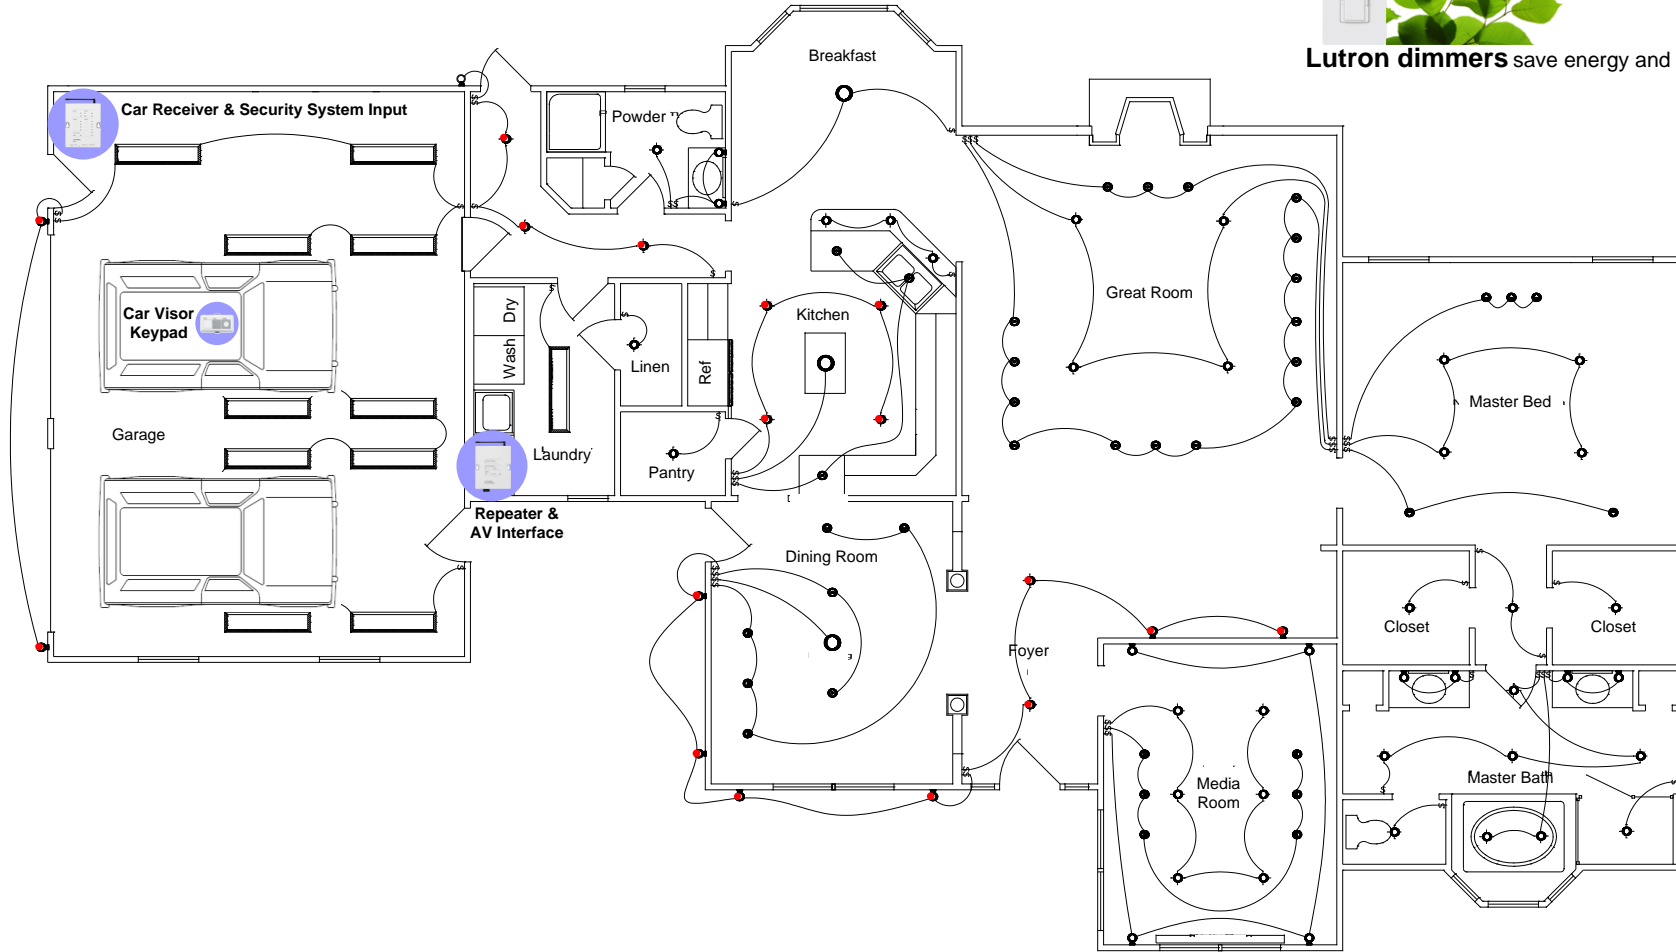 Lutron dimmers save energy and
Breakfast
Car Receiver & Security System Input
Powder
Great Room
Car Visor
Keypad
Kitchen
Dry
Wash
Linen
Ref
Master Bed
Garage
Laundry
Pantry
Repeater &
AV Interface
Dining Room
Closet
Closet
Foyer
Master Bath
Media
Room